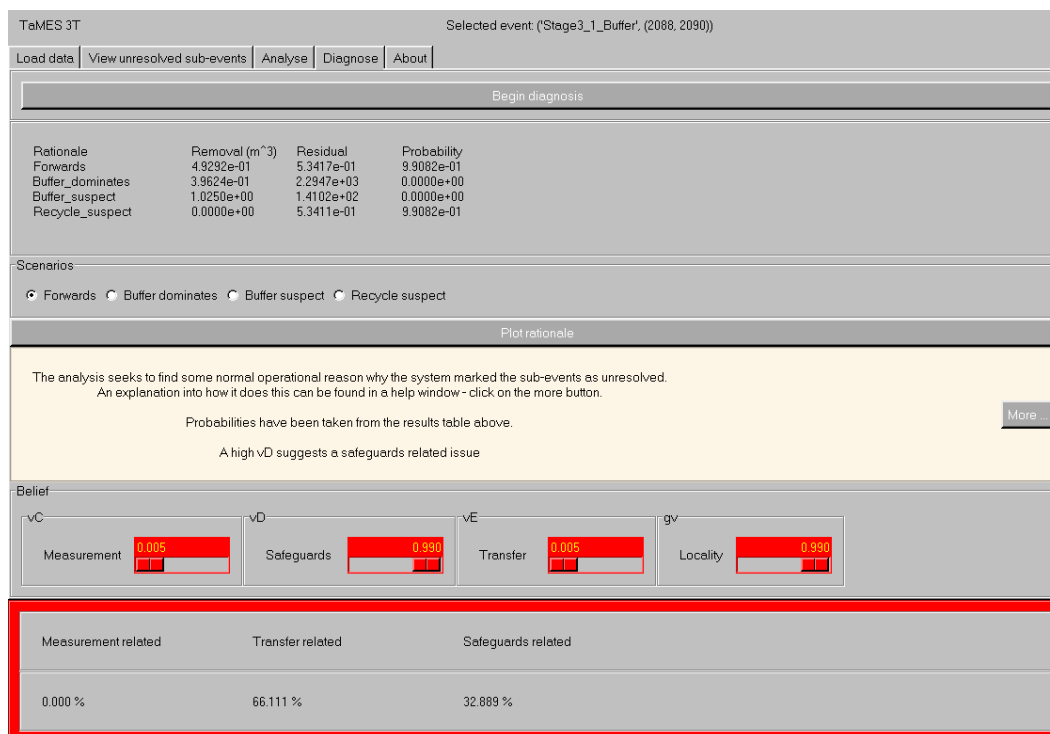 TaMES 3T Selected event: ('Stage3_1_Buffer', (2088, 2090))
Load data View unresolved sub-events Analyse Diagnose About
Begin diagnosis
Rationale Removal (m^3) Residual Probability
Forwards 4.9292e-01 5.3417e-01 9.9082e-01
Buffer_dominates 3.9624e-01 2.2947e+03 0.0000e+00
Buffer_suspect 1.0250e+00 1.4102e+02 0.0000e+00
Recycle_suspect 0.0000e+00 5.3411e-01 9.9082e-01
Scenarios
Forwards Buffer dominates Buffer suspect Recycle suspect
Plot rationale
The analysis seeks to find some normal operational reason why the system marked the sub-events as unresolved.
An explanation into how it does this can be found in a help window - click on the more button.
More ...
Probabilities have been taken from the results table above.
A high vD suggests a safeguards related issue
Belief
vC vD vE gv
Measurement 0.005 Safeguards 0.990 Transfer 0.005 Locality 0.990
Measurement related Transfer related Safeguards related
0.000 % 66.111 % 32.889 %